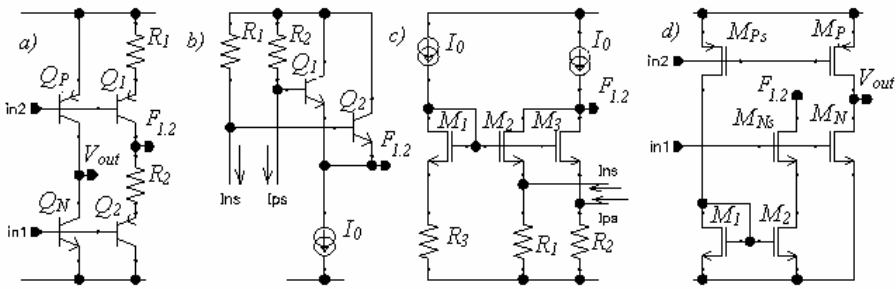 a)
R1
QP
Q1
in2
F1.2
Vout
R2
QN
Q2
in1
b)
R1
R2
Q1
Q2
F1.2
Ins
Ips
I0
c)
I0
I0
F1.2
M1
M2
M3
Ins
Ips
R3
R1
R2
d)
MPs
MP
in2
Vout
F1.2
MNs
MN
in1
M1
M2